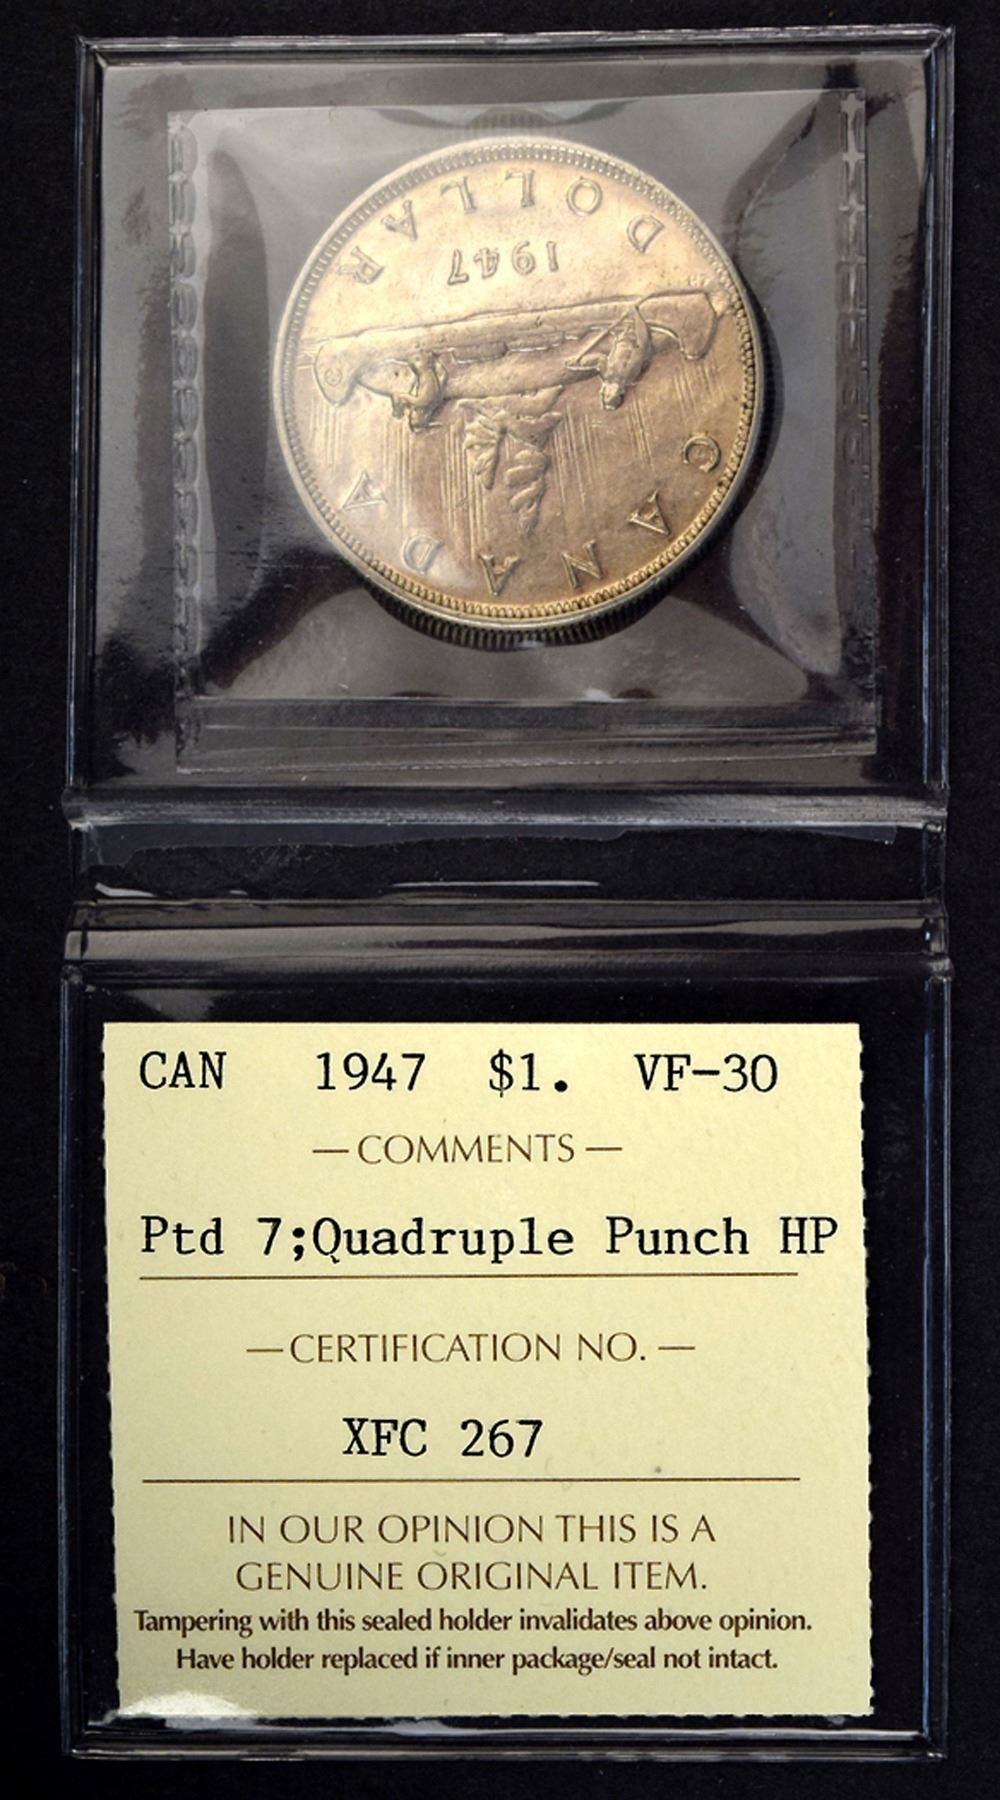 CANADA
1947
DOLLAR
CAN 1947 $1. VF-30
— COMMENTS —
Ptd 7;Quadruple Punch HP
— CERTIFICATION NO. —
XFC 267
IN OUR OPINION THIS IS A
GENUINE ORIGINAL ITEM.
Tampering with this sealed holder invalidates above opinion.
Have holder replaced if inner package/seal not intact.